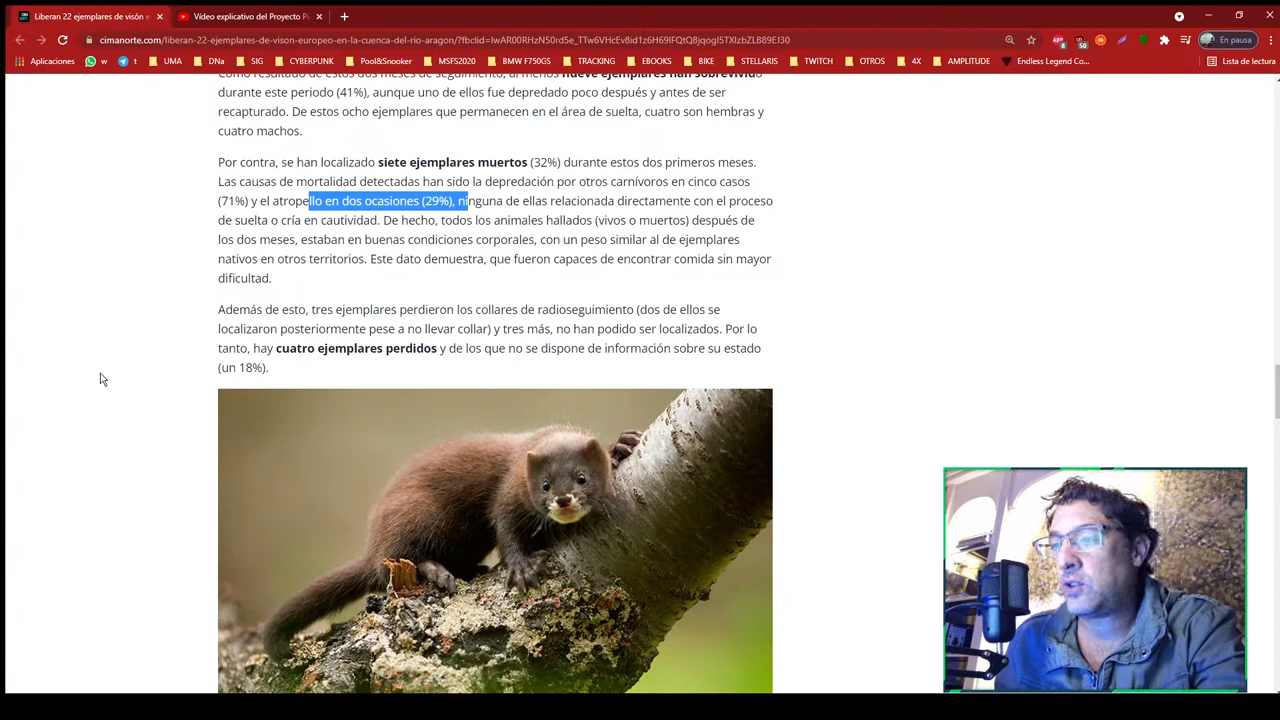 Liberan 22 ejemplares de visón e
Vídeo explicativo del Proyecto P
cimanorte.com/liberan-22-ejemplares-de-vison-europeo-en-la-cuenca-del-rio-aragon/?fbclid=IwAR00RHzN50rd5e_TTw6VHcEv8id1z6H69IFQtQ8jqogI5TXIzbZLB89EJ30
En pausa
Aplicaciones
w
t
UMA
DNa
SIG
CYBERPUNK
Pool&Snooker
MSFS2020
BMW F750GS
TRACKING
EBOOKS
BIKE
STELLARIS
TWITCH
OTROS
4X
AMPLITUDE
Endless Legend Co...
Lista de lectura
Como resultado de estos dos meses de seguimiento, al menos nueve ejemplares han sobrevivido
durante este periodo (41%), aunque uno de ellos fue depredado poco después y antes de ser
recapturado. De estos ocho ejemplares que permanecen en el área de suelta, cuatro son hembras y
cuatro machos.
Por contra, se han localizado siete ejemplares muertos (32%) durante estos dos primeros meses.
Las causas de mortalidad detectadas han sido la depredación por otros carnívoros en cinco casos
(71%) y el atropello en dos ocasiones (29%), ninguna de ellas relacionada directamente con el proceso
de suelta o cría en cautividad. De hecho, todos los animales hallados (vivos o muertos) después de
los dos meses, estaban en buenas condiciones corporales, con un peso similar al de ejemplares
nativos en otros territorios. Este dato demuestra, que fueron capaces de encontrar comida sin mayor
dificultad.
Además de esto, tres ejemplares perdieron los collares de radioseguimiento (dos de ellos se
localizaron posteriormente pese a no llevar collar) y tres más, no han podido ser localizados. Por lo
tanto, hay cuatro ejemplares perdidos y de los que no se dispone de información sobre su estado
(un 18%).